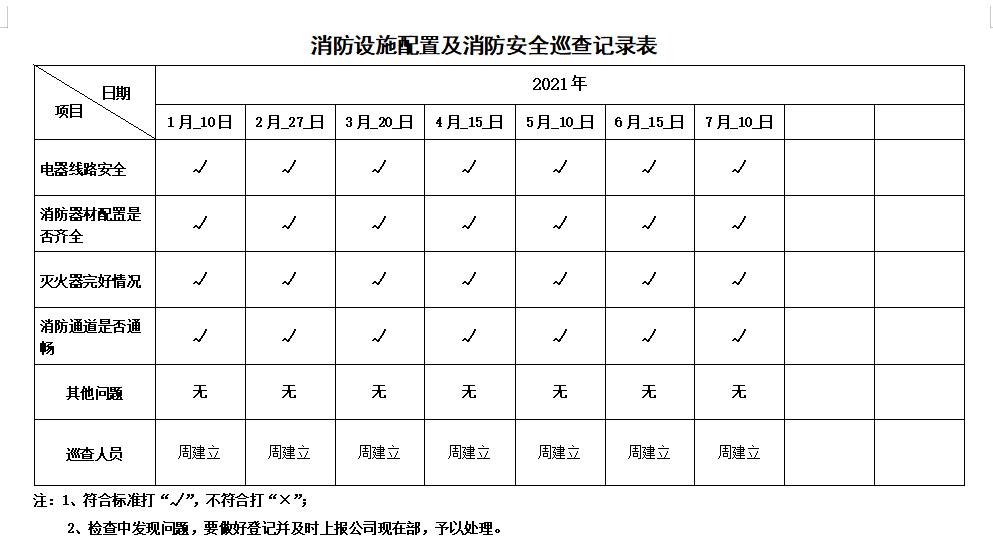 消防设施配置及消防安全巡查记录表
日期
项目
2021年
1月_10日 2月_27_日 3月_20_日 4月_15_日 5月_10_日 6月_15_日 7月_10_日
电器线路安全 √ √ √ √ √ √ √
消防器材配置是
否齐全 √ √ √ √ √ √ √
灭火器完好情况 √ √ √ √ √ √ √
消防通道是否通
畅 √ √ √ √ √ √ √
其他问题 无 无 无 无 无 无 无
巡查人员 周建立 周建立 周建立 周建立 周建立 周建立 周建立
注：1、符合标准打“√”，不符合打“×”；
2、检查中发现问题，要做好登记并及时上报公司现在部，予以处理。